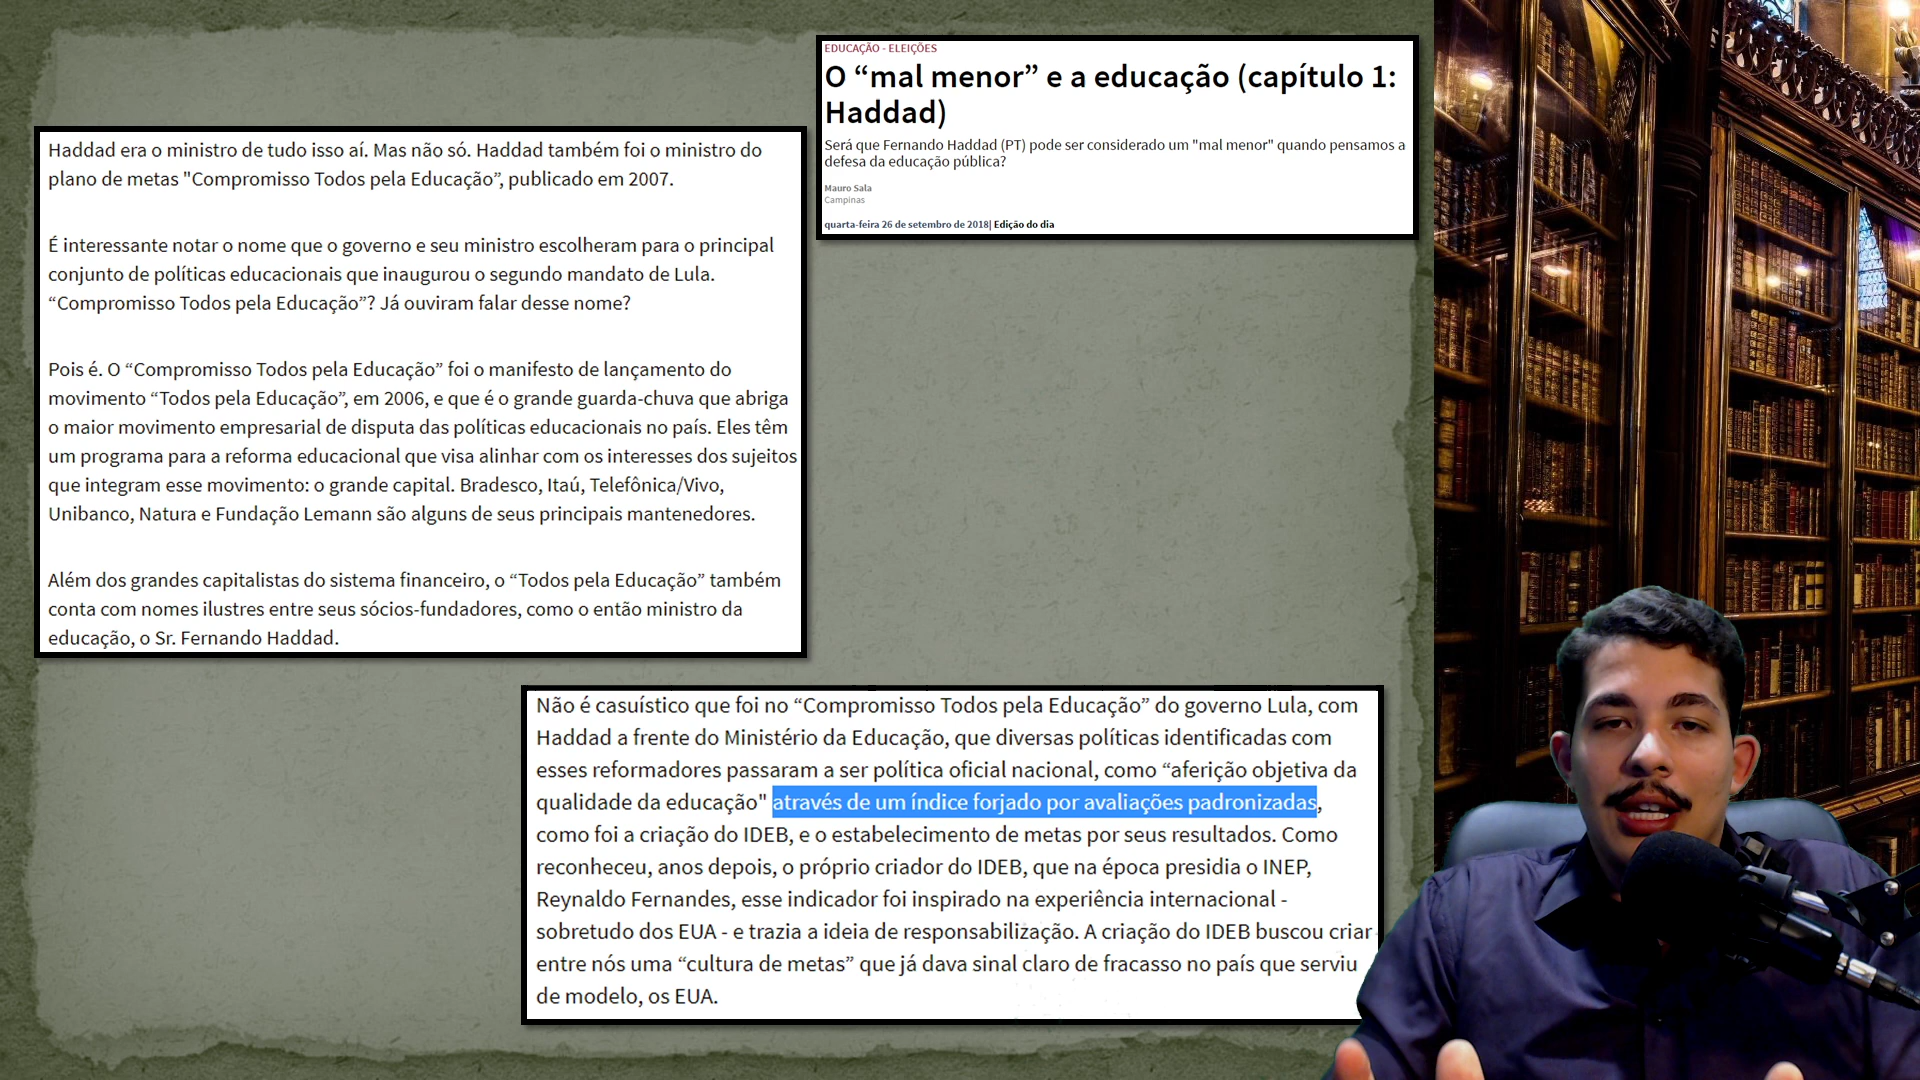 EDUCAÇÃO - ELEIÇÕES
O “mal menor” e a educação (capítulo 1:
Haddad)
Será que Fernando Haddad (PT) pode ser considerado um "mal menor" quando pensamos a
defesa da educação pública?
Mauro Sala
Campinas
quarta-feira 26 de setembro de 2018| Edição do dia
Haddad era o ministro de tudo isso aí. Mas não só. Haddad também foi o ministro do
plano de metas "Compromisso Todos pela Educação”, publicado em 2007.
É interessante notar o nome que o governo e seu ministro escolheram para o principal
conjunto de políticas educacionais que inaugurou o segundo mandato de Lula.
“Compromisso Todos pela Educação”? Já ouviram falar desse nome?
Pois é. O “Compromisso Todos pela Educação” foi o manifesto de lançamento do
movimento “Todos pela Educação”, em 2006, e que é o grande guarda-chuva que abriga
o maior movimento empresarial de disputa das políticas educacionais no país. Eles têm
um programa para a reforma educacional que visa alinhar com os interesses dos sujeitos
que integram esse movimento: o grande capital. Bradesco, Itaú, Telefônica/Vivo,
Unibanco, Natura e Fundação Lemann são alguns de seus principais mantenedores.
Além dos grandes capitalistas do sistema financeiro, o “Todos pela Educação” também
conta com nomes ilustres entre seus sócios-fundadores, como o então ministro da
educação, o Sr. Fernando Haddad.
Não é casuístico que foi no “Compromisso Todos pela Educação” do governo Lula, com
Haddad a frente do Ministério da Educação, que diversas políticas identificadas com
esses reformadores passaram a ser política oficial nacional, como “aferição objetiva da
qualidade da educação" através de um índice forjado por avaliações padronizadas,
como foi a criação do IDEB, e o estabelecimento de metas por seus resultados. Como
reconheceu, anos depois, o próprio criador do IDEB, que na época presidia o INEP,
Reynaldo Fernandes, esse indicador foi inspirado na experiência internacional -
sobretudo dos EUA - e trazia a ideia de responsabilização. A criação do IDEB buscou criar
entre nós uma “cultura de metas” que já dava sinal claro de fracasso no país que serviu
de modelo, os EUA.